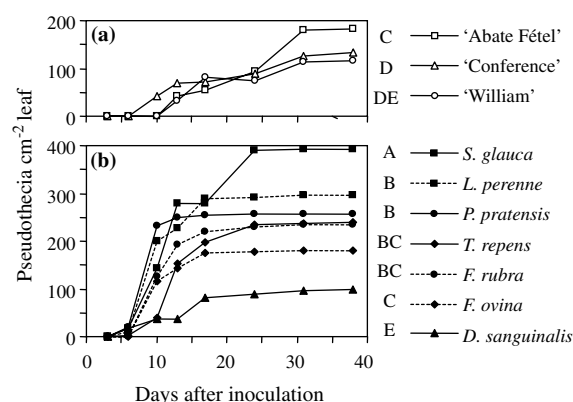 (a)
200
100
0
C ‘Abate Fétel’
D ‘Conference’
DE ‘William’
Pseudothecia cm⁻² leaf
(b)
400
300
200
100
0
A S. glauca
B L. perenne
B P. pratensis
BC T. repens
BC F. rubra
C F. ovina
E D. sanguinalis
0 10 20 30 40
Days after inoculation